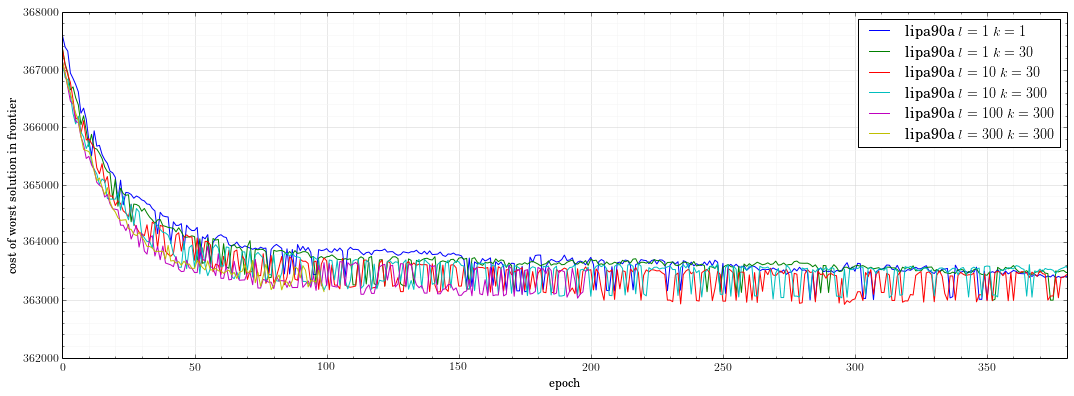 368000
367000
366000
365000
364000
363000
362000
cost of worst solution in frontier
0 50 100 150 200 250 300 350
epoch
lipa90a l = 1 k = 1
lipa90a l = 1 k = 30
lipa90a l = 10 k = 30
lipa90a l = 10 k = 300
lipa90a l = 100 k = 300
lipa90a l = 300 k = 300